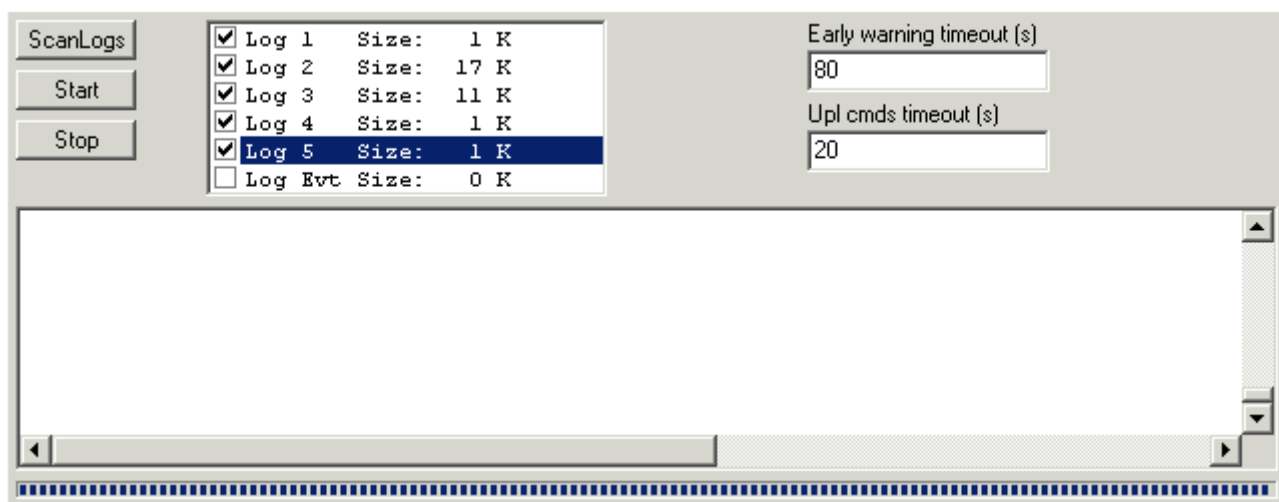 ScanLogs
Start
Stop
Log 1 Size: 1 K
Log 2 Size: 17 K
Log 3 Size: 11 K
Log 4 Size: 1 K
Log 5 Size: 1 K
Log Evt Size: 0 K
Early warning timeout (s)
80
Upl cmds timeout (s)
20